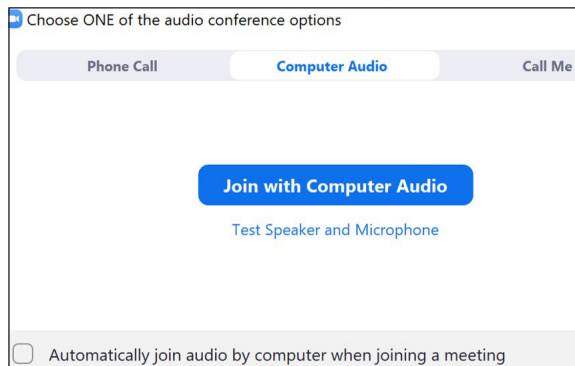 Choose ONE of the audio conference options
Phone Call Computer Audio Call Me
Join with Computer Audio
Test Speaker and Microphone
Automatically join audio by computer when joining a meeting